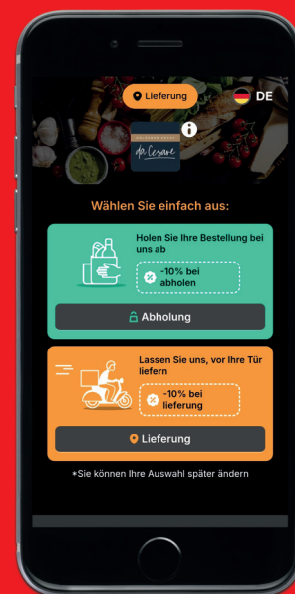 Lieferung
DE
da Cesare
Wählen Sie einfach aus:
Holen Sie Ihre Bestellung bei
uns ab
-10% bei
abholen
Abholung
Lassen Sie uns, vor Ihre Tür
liefern
-10% bei
lieferung
Lieferung
*Sie können Ihre Auswahl später ändern